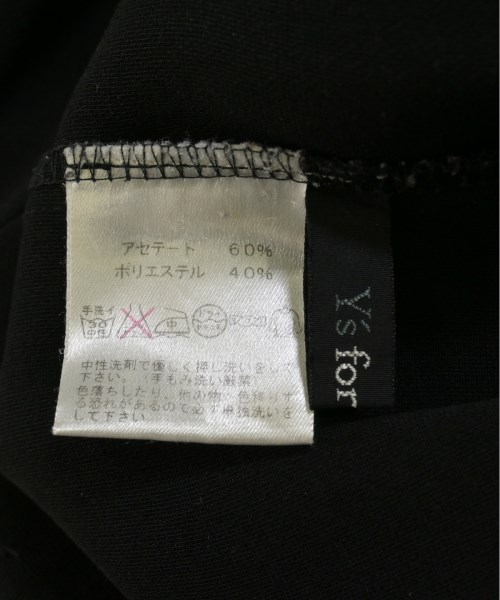 アセテート 60%
ポリエステル 40%
手洗イ
30
中性
中
中性洗剤で優しく押し洗いをして
下さい。(手もみ洗い厳禁)
色落ちしたり、他の物へ色移りす
る恐れがあるので必ず単独洗いを
して下さい
Y's for